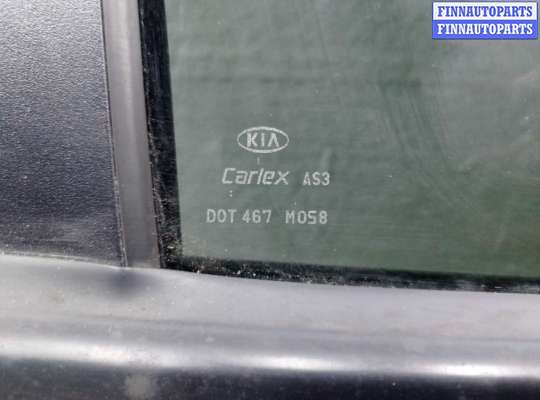 FINNAUTOPARTS
FINNAUTOPARTS
KIA
Carlex AS3
DOT 467 M058